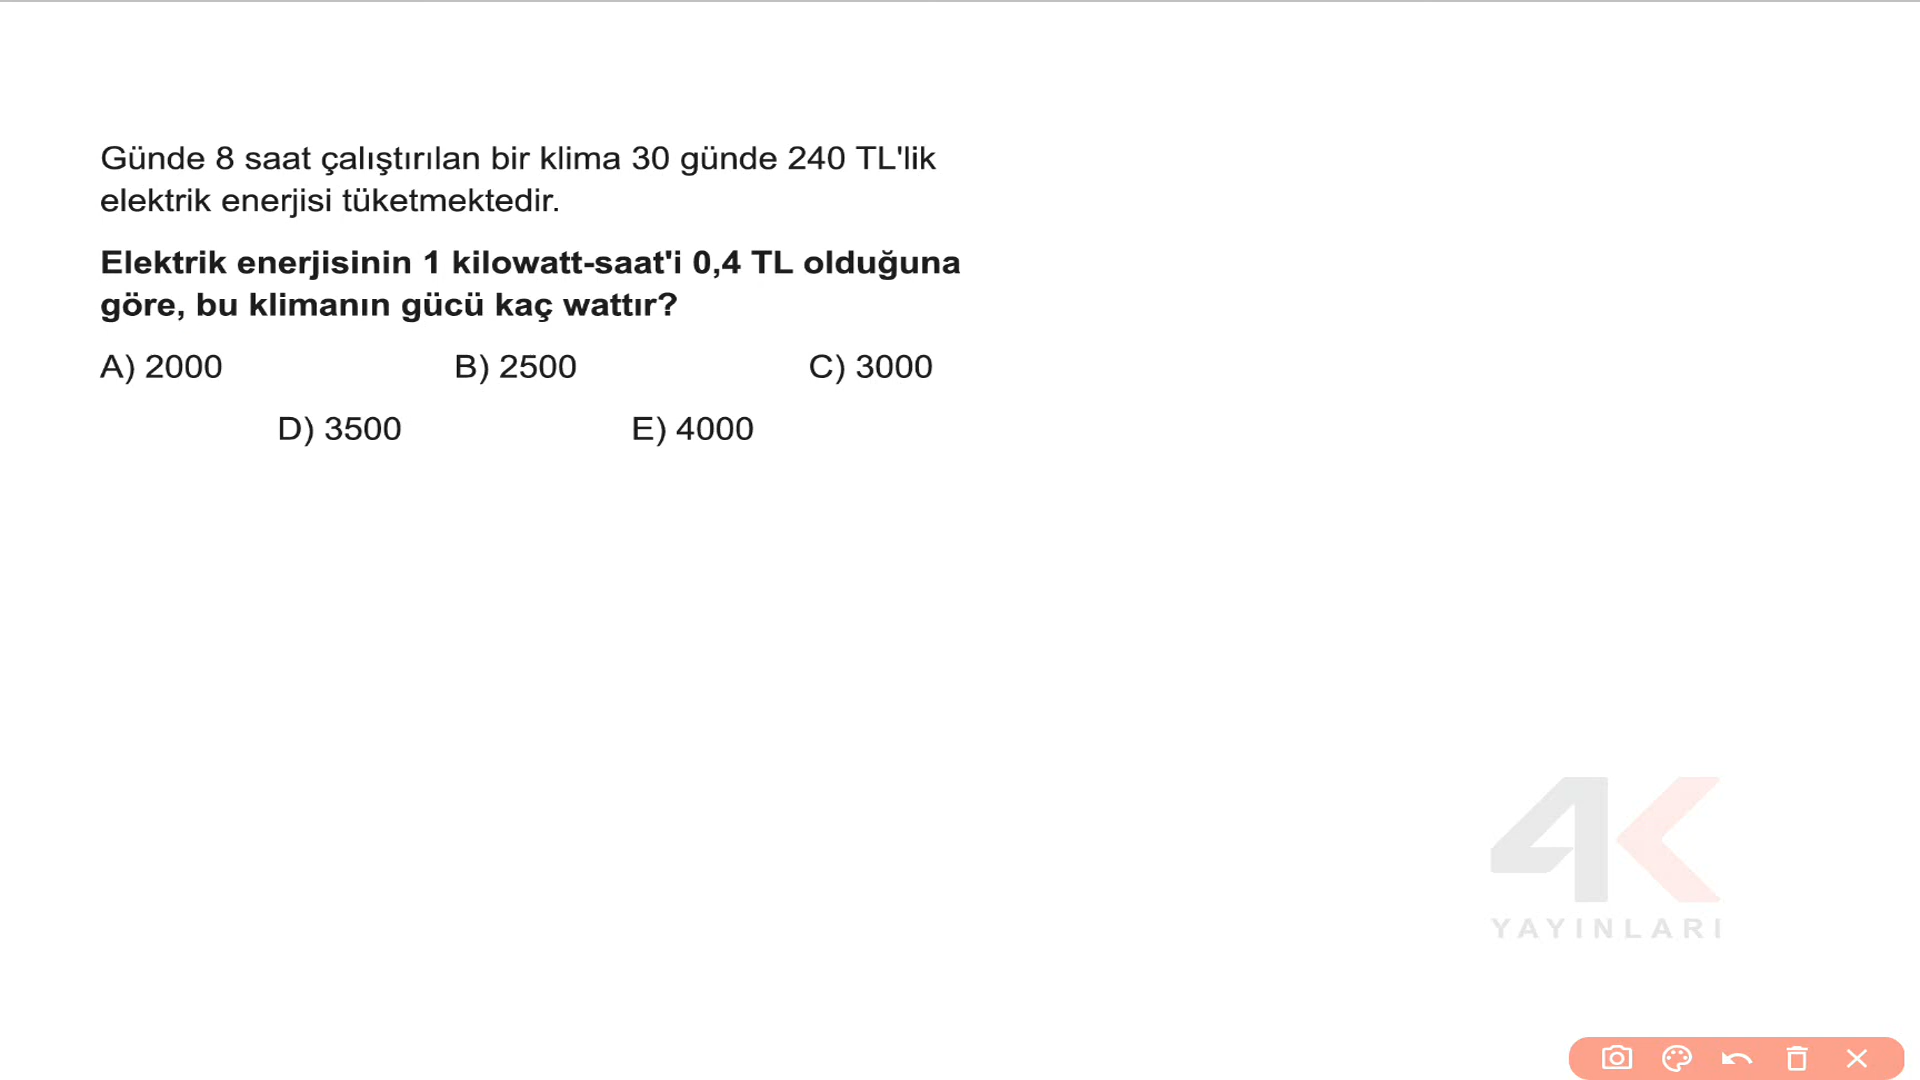 Günde 8 saat çalıştırılan bir klima 30 günde 240 TL'lik
elektrik enerjisi tüketmektedir.
Elektrik enerjisinin 1 kilowatt-saat'i 0,4 TL olduğuna
göre, bu klimanın gücü kaç wattır?
A) 2000 B) 2500 C) 3000
D) 3500 E) 4000
4K
YAYINLARI